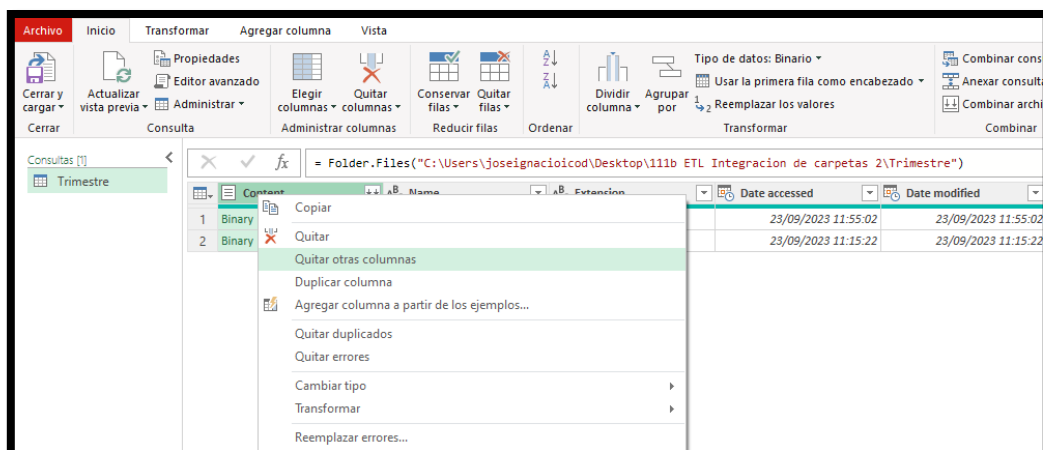 Archivo Inicio Transformar Agregar columna Vista
Cerrar y cargar
Actualizar vista previa
Propiedades
Editor avanzado
Administrar
Elegir columnas
Quitar columnas
Conservar filas
Quitar filas
Dividir columna
Agrupar por
Tipo de datos: Binario
Usar la primera fila como encabezado
Reemplazar los valores
Combinar cons
Anexar consult
Combinar archi
Cerrar Consulta Administrar columnas Reducir filas Ordenar Transformar Combinar
Consultas [1]
Trimestre
= Folder.Files("C:\Users\joseignacioicod\Desktop\111b ETL Integracion de carpetas 2\Trimestre")
Content Name Extension Date accessed Date modified
1 Binary 23/09/2023 11:55:02 23/09/2023 11:55:02
2 Binary 23/09/2023 11:15:22 23/09/2023 11:15:22
Copiar
Quitar
Quitar otras columnas
Duplicar columna
Agregar columna a partir de los ejemplos...
Quitar duplicados
Quitar errores
Cambiar tipo
Transformar
Reemplazar errores...